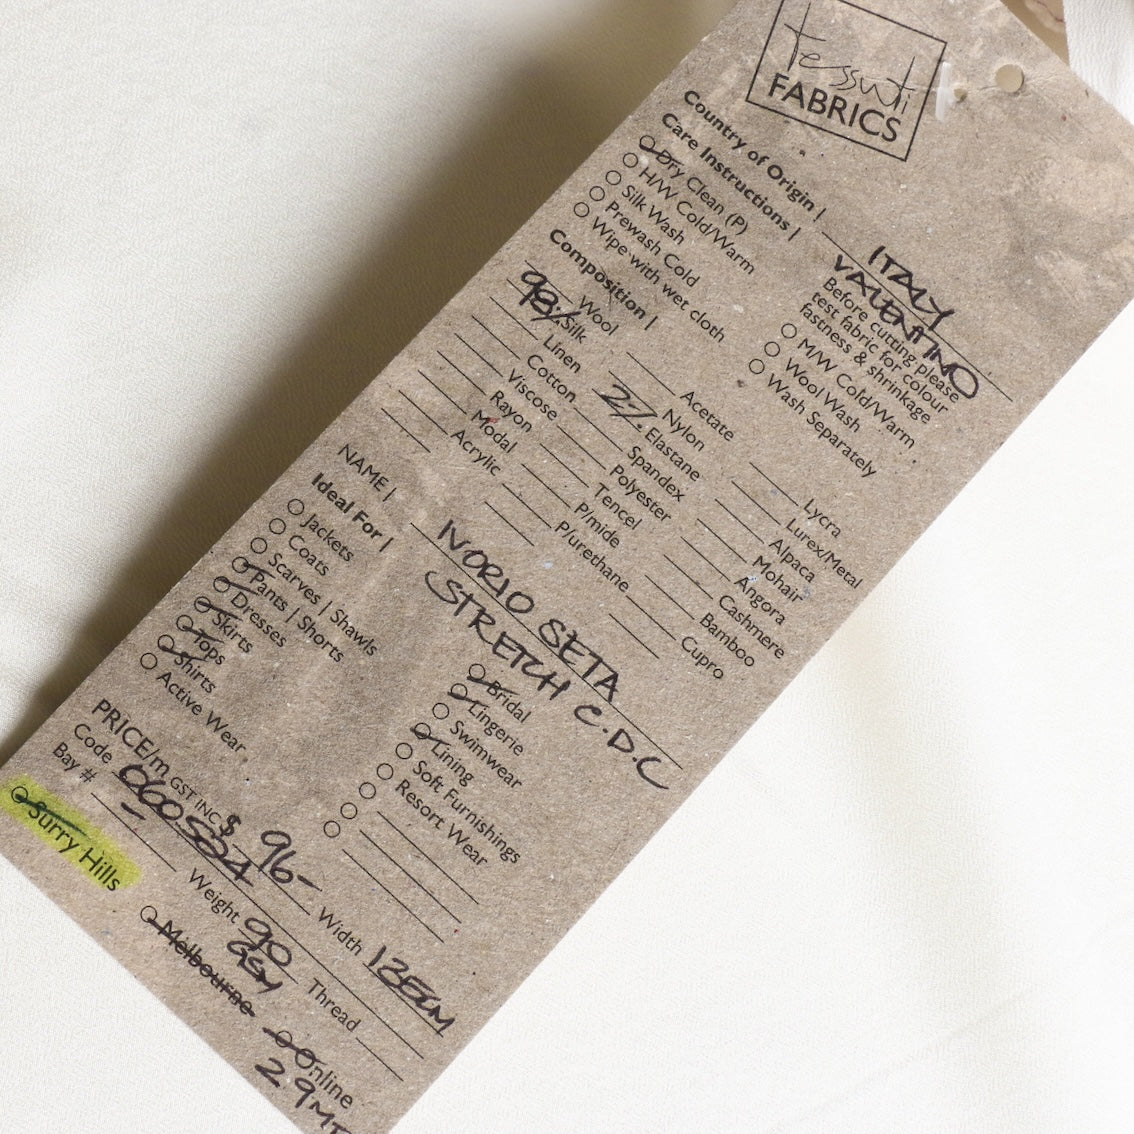 tessuti
FABRICS
Country of Origin | ITALY
Care Instructions | VALENTINO
Dry Clean (P)
H/W Cold/Warm
Silk Wash
Prewash Cold
Wipe with wet cloth
Before cutting please
test fabric for colour
fastness & shrinkage
M/W Cold/Warm
Wool Wash
Wash Separately
Composition |
Wool
98% Silk
Linen
Cotton
Viscose
Rayon
Modal
Acrylic
Acetate
Nylon
2% Elastane
Spandex
Polyester
Tencel
P/mide
P/urethane
Lycra
Lurex/Metal
Alpaca
Mohair
Angora
Cashmere
Bamboo
Cupro
NAME | IVORIO SETA
STRETCH C.D.C
Ideal For |
Jackets
Coats
Scarves | Shawls
Pants | Shorts
Dresses
Skirts
Tops
Shirts
Active Wear
Bridal
Lingerie
Swimwear
Lining
Soft Furnishings
Resort Wear
PRICE/m GST INC $ 96-
Code 060524
Width 135cm
Bay #
Weight 90 GSM
Thread
Surry Hills
Melbourne
Online
29MT